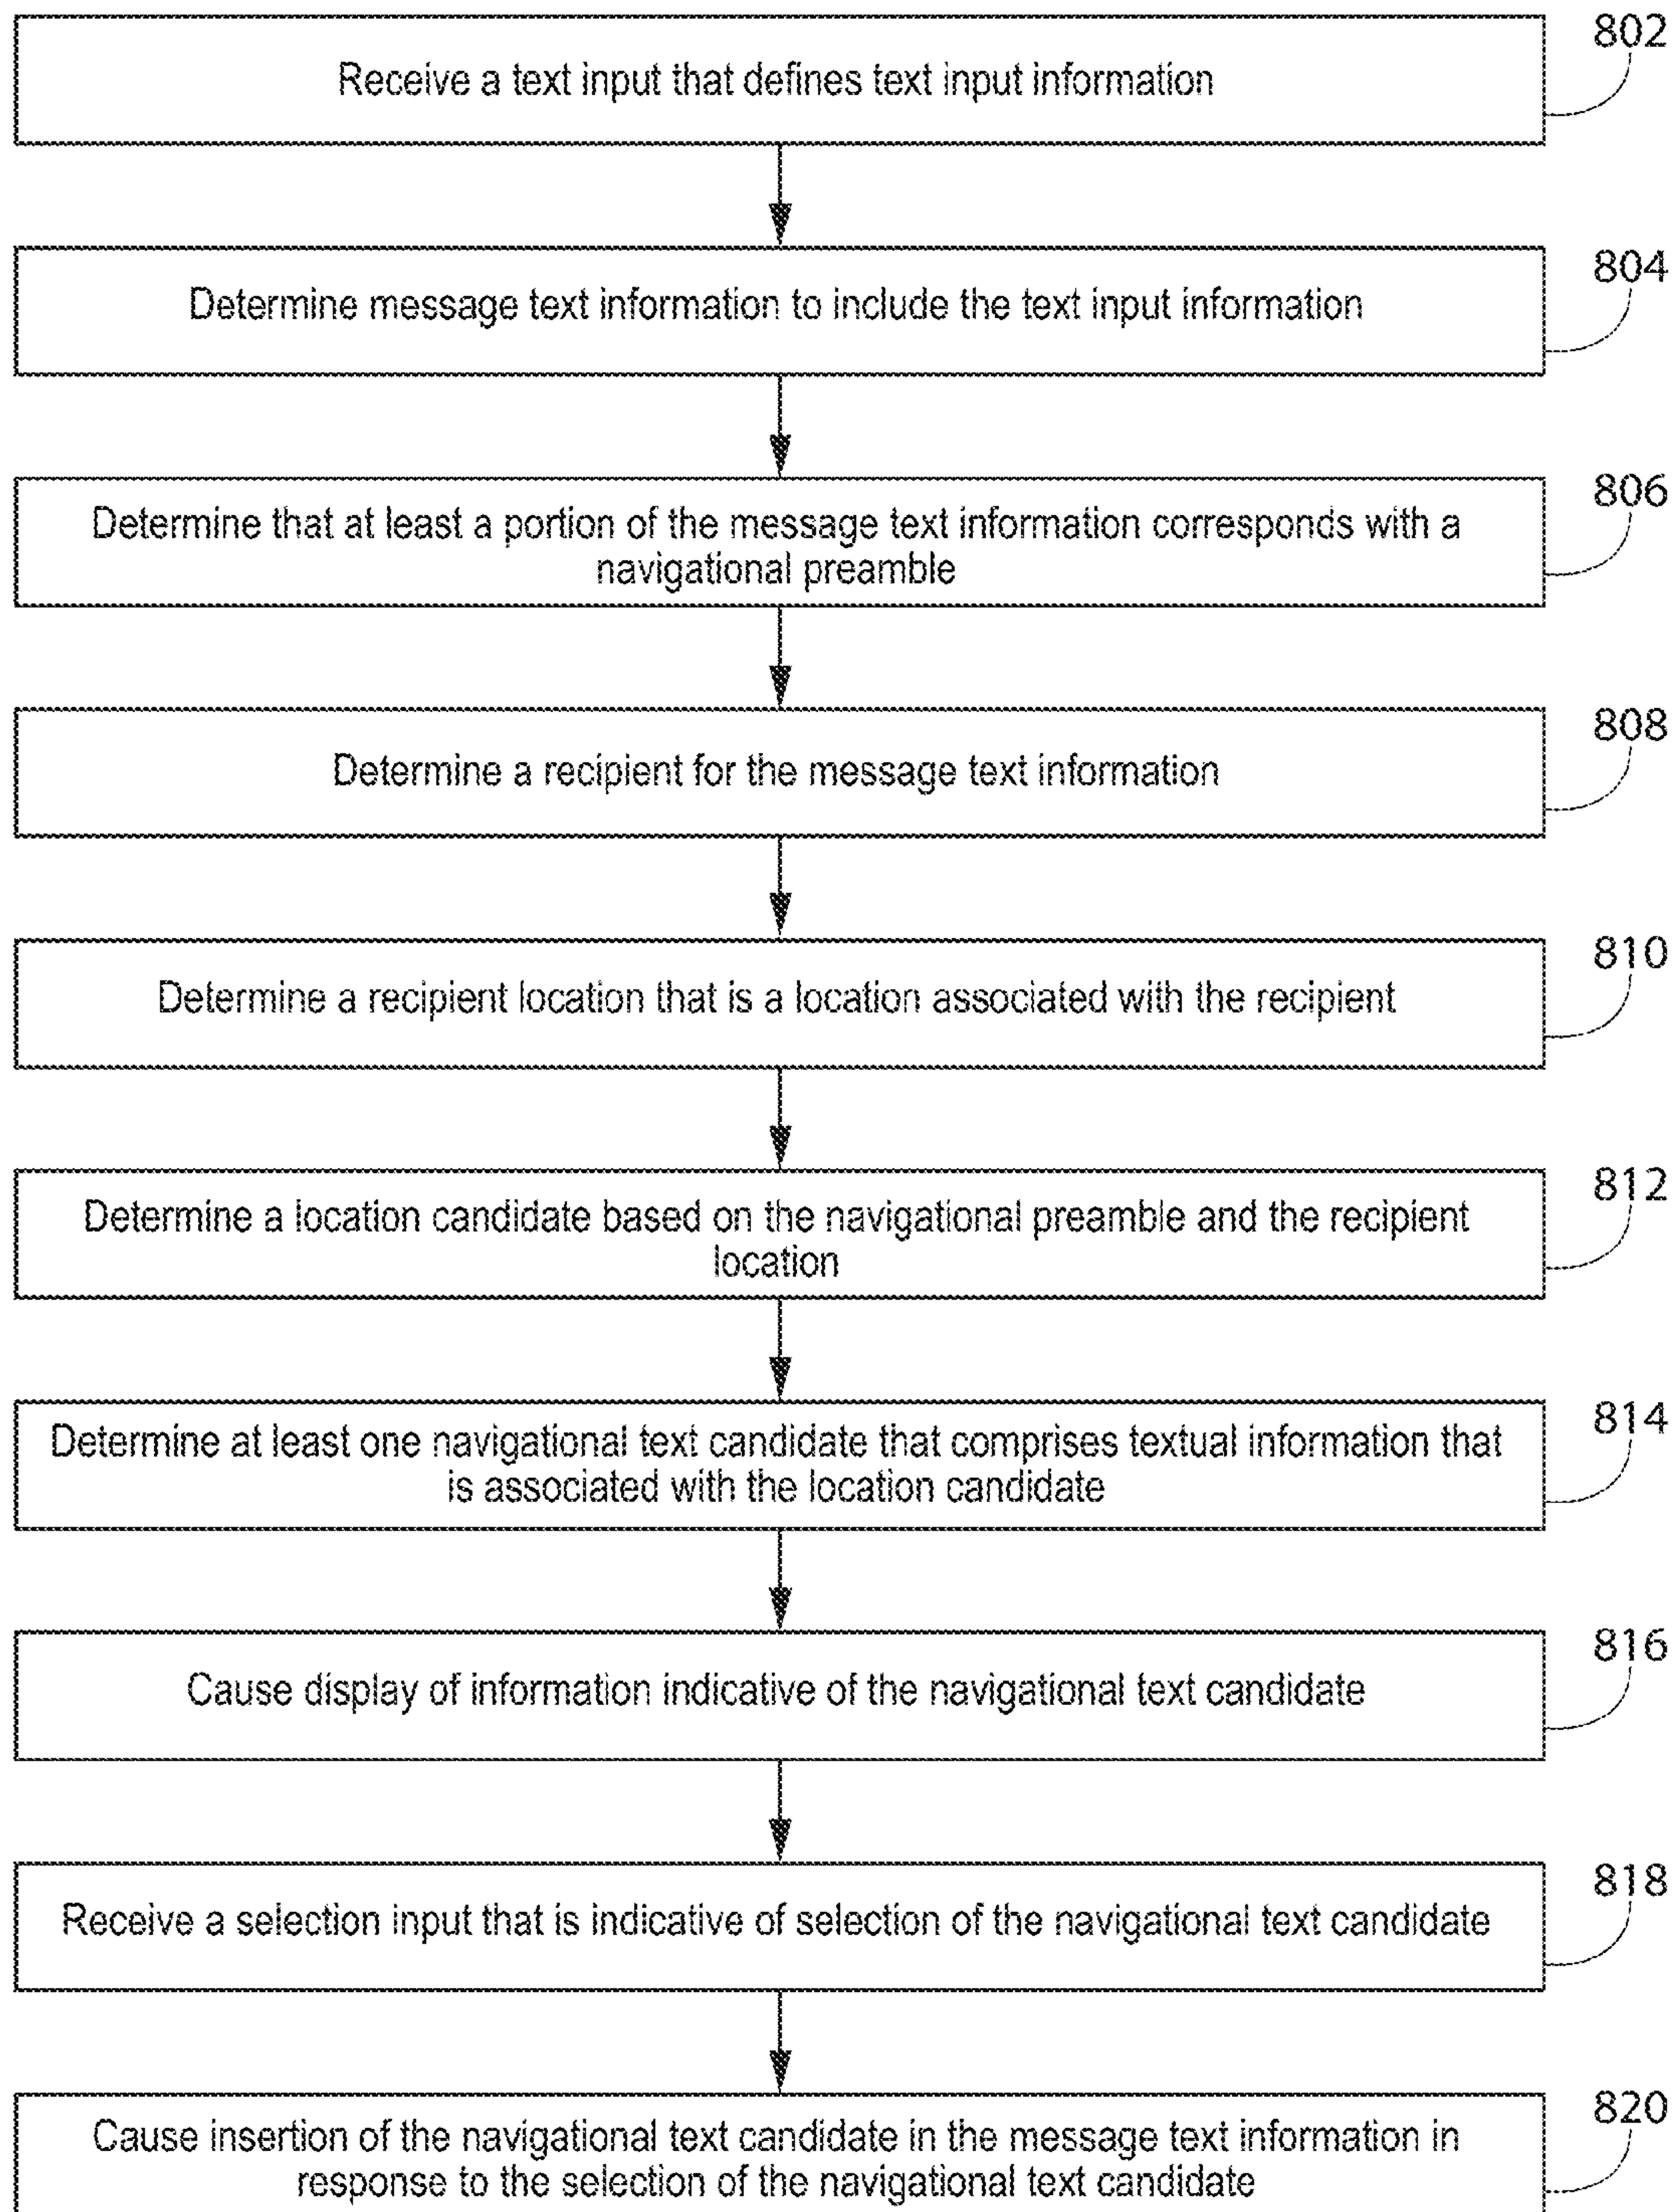 802
Receive a text input that defines text input information
804
Determine message text information to include the text input information
806
Determine that at least a portion of the message text information corresponds with a
navigational preamble
808
Determine a recipient for the message text information
810
Determine a recipient location that is a location associated with the recipient
812
Determine a location candidate based on the navigational preamble and the recipient
location
814
Determine at least one navigational text candidate that comprises textual information that
is associated with the location candidate
816
Cause display of information indicative of the navigational text candidate
818
Receive a selection input that is indicative of selection of the navigational text candidate
820
Cause insertion of the navigational text candidate in the message text information in
response to the selection of the navigational text candidate